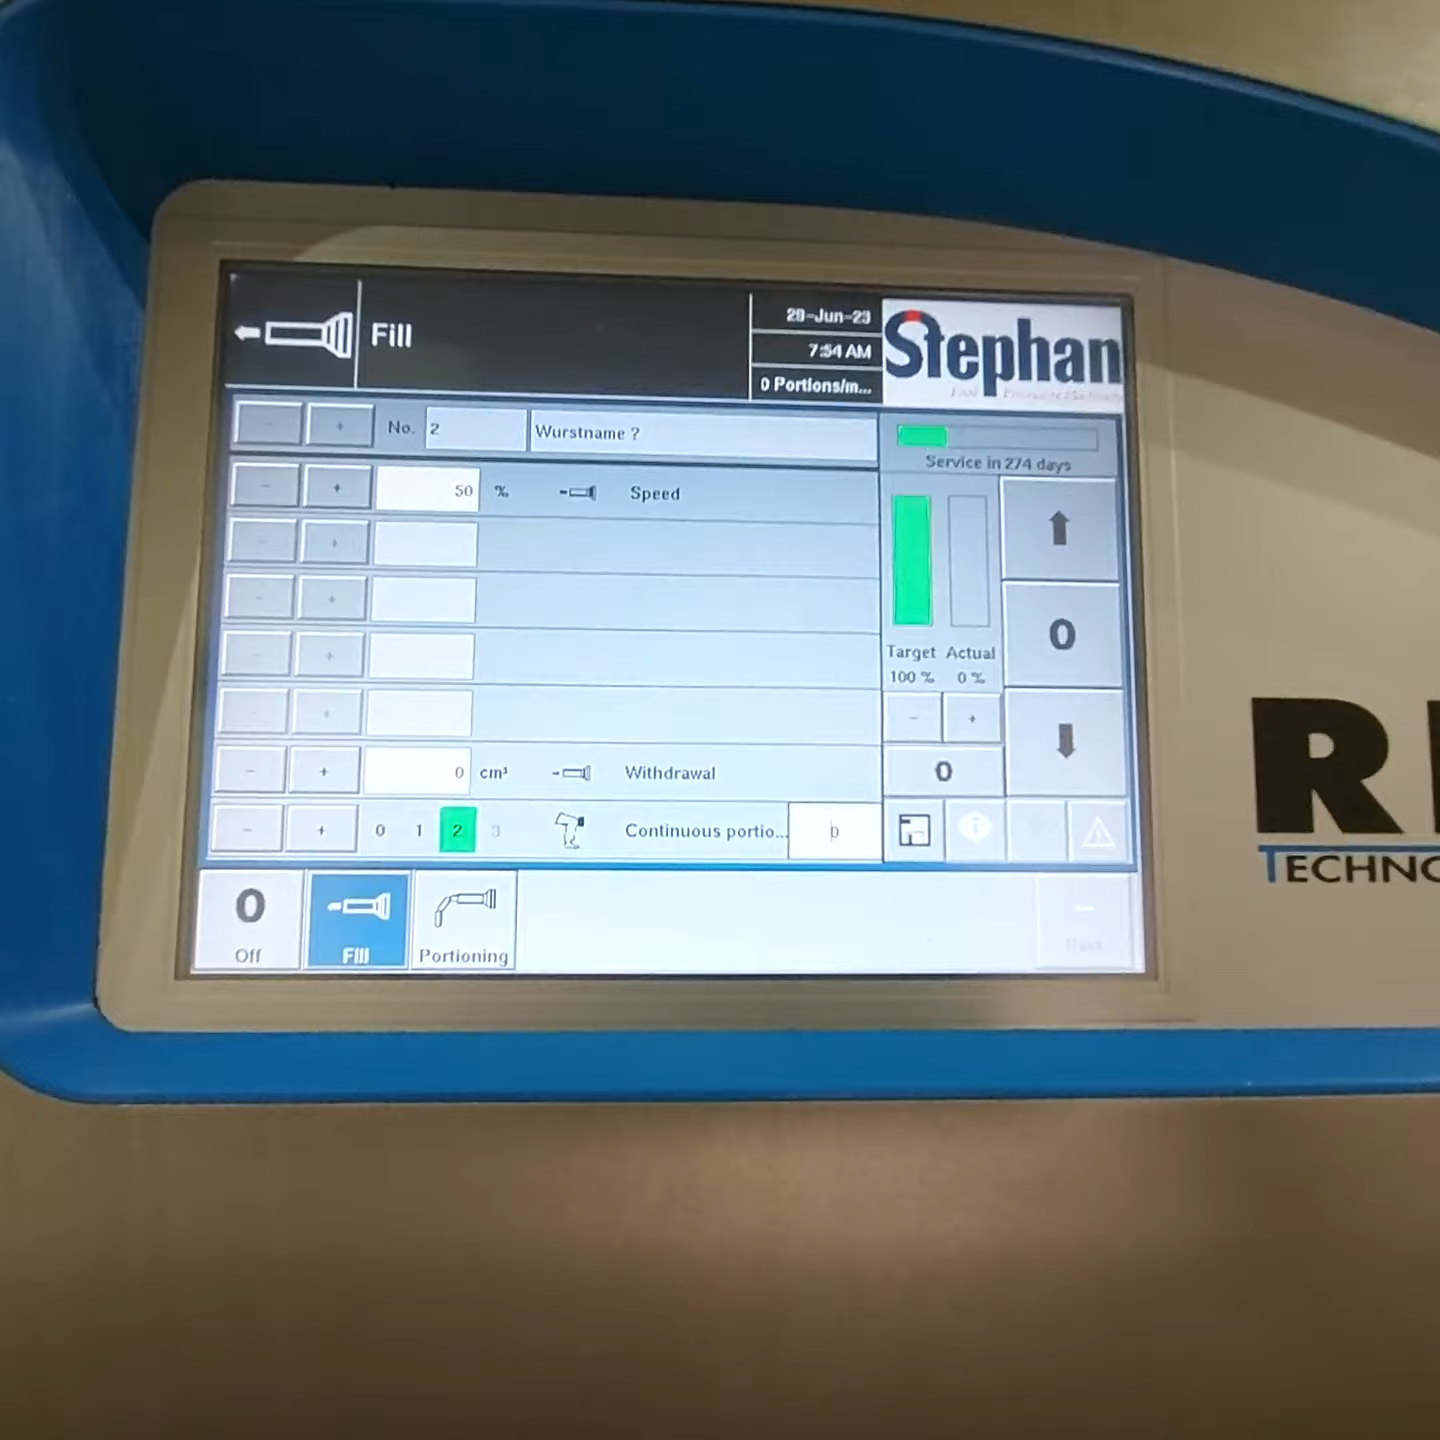 Fill
29-Jun-23
7:54 AM
0 Portions/m...
Stephan
- + No. 2 Wurstname ?
Service in 274 days
- + 50 % Speed
- +
- +
- +
- +
Target Actual
100 % 0 %
- +
0
0
- + 0 cm³ Withdrawal
- + 0 1 2 3 Continuous portio...
0
Off
Fill
Portioning
R
TECHNO